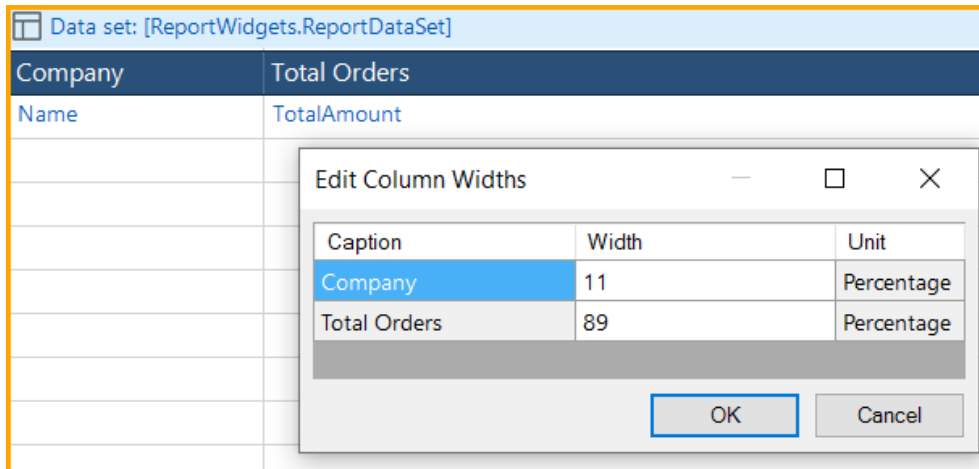 Data set: [ReportWidgets.ReportDataSet]
Company Total Orders
Name TotalAmount
Edit Column Widths
Caption Width Unit
Company 11 Percentage
Total Orders 89 Percentage
OK Cancel